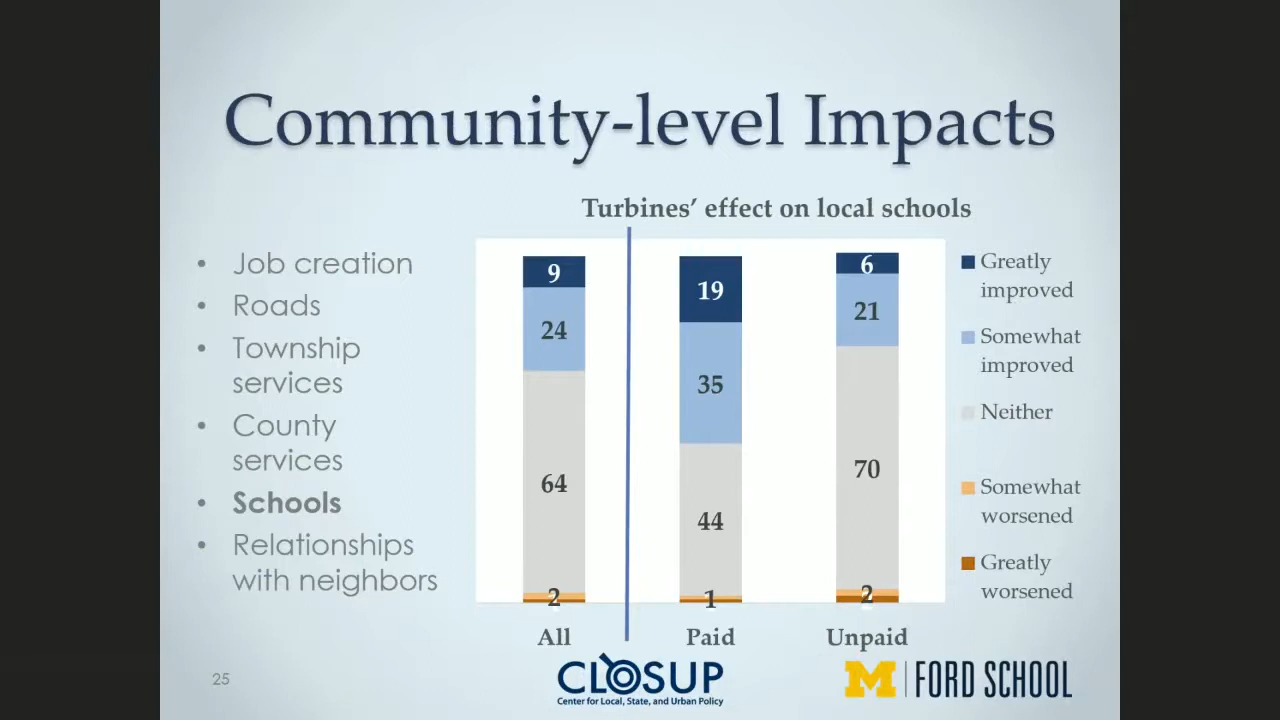 Community-level Impacts
• Job creation
• Roads
• Township
services
• County
services
• Schools
• Relationships
with neighbors
Turbines’ effect on local schools
9
24
64
2
19
35
44
1
6
21
70
2
All
Paid
Unpaid
Greatly
improved
Somewhat
improved
Neither
Somewhat
worsened
Greatly
worsened
25
CLOSUP
Center for Local, State, and Urban Policy
M FORD SCHOOL